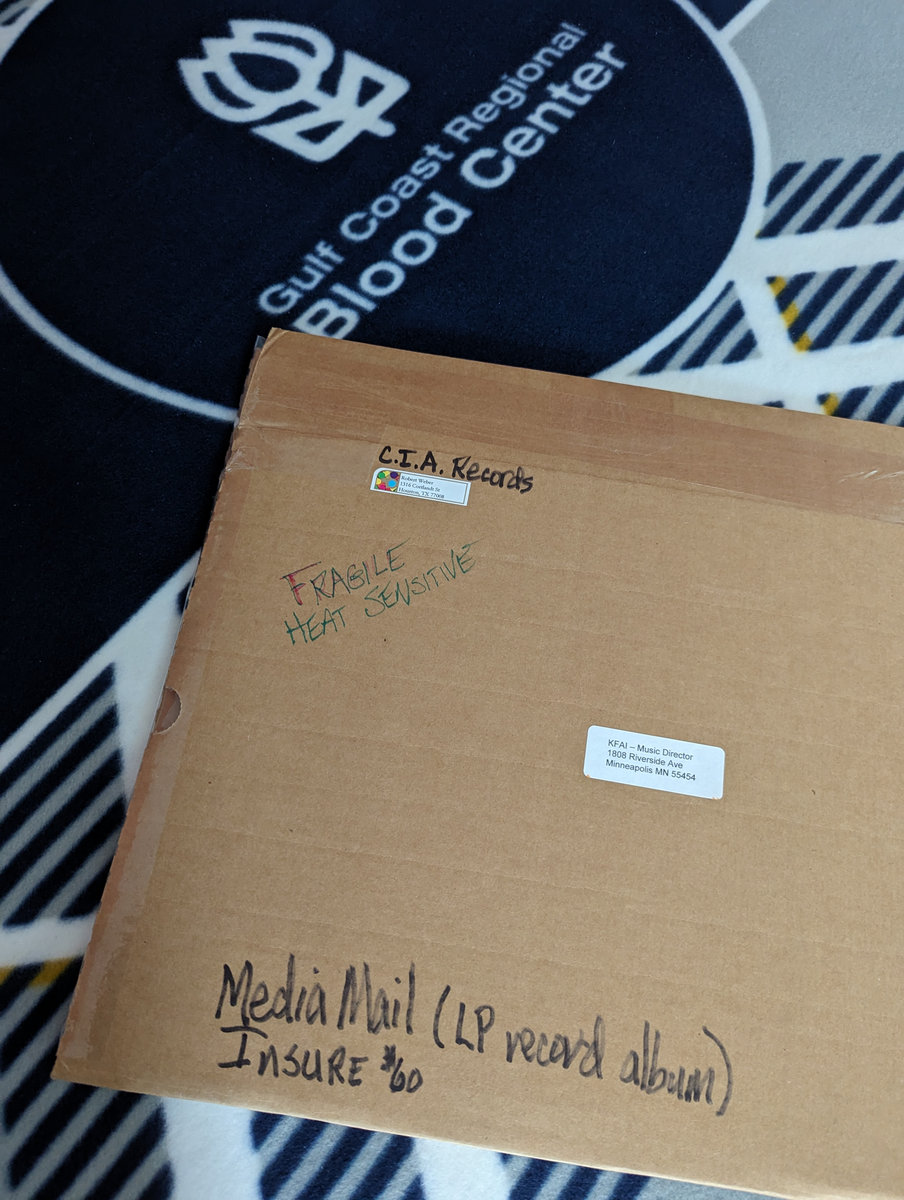 Gulf Coast Regional
Blood Center
C.I.A. Records
Robert Weber
1316 Cortlandt St
Houston, TX 77008
FRAGILE
HEAT SENSITIVE
KFAI – Music Director
1808 Riverside Ave
Minneapolis MN 55454
Media Mail (LP record album)
INSURE $60